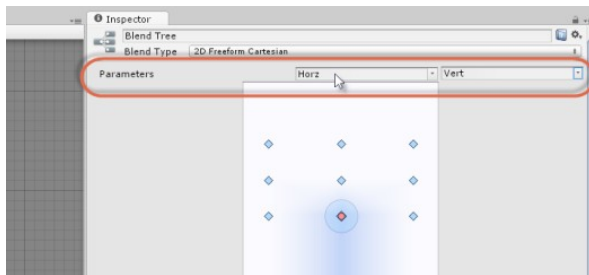 Inspector
Blend Tree
Blend Type 2D Freeform Cartesian
Parameters Horz Vert